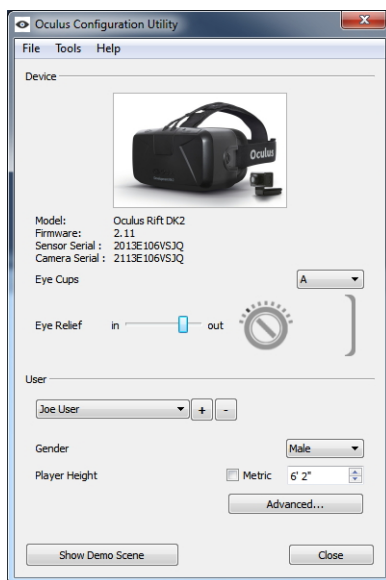 Oculus Configuration Utility
File Tools Help
Device
Oculus
Model: Oculus Rift DK2
Firmware: 2.11
Sensor Serial : 2013E106VSJQ
Camera Serial : 2113E106VSJQ
Eye Cups A
Eye Relief in out
User
Joe User + -
Gender Male
Player Height Metric 6' 2"
Advanced...
Show Demo Scene Close